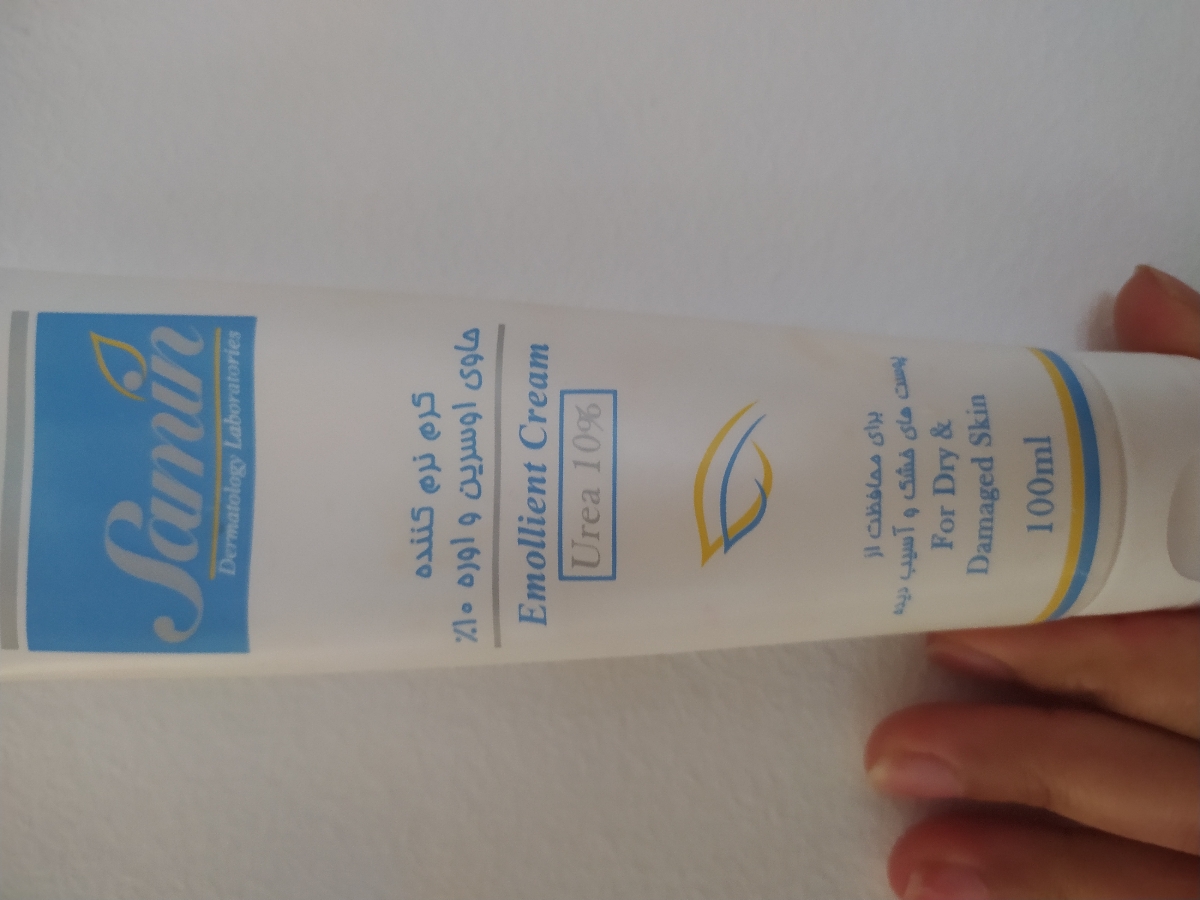 Samin
Dermatology Laboratories
کرم نرم کننده
حاوی اوسرین و اوره ۱۰٪
Emollient Cream
Urea 10%
برای محافظت از
پوست های خشک و آسیب دیده
For Dry &
Damaged Skin
100ml